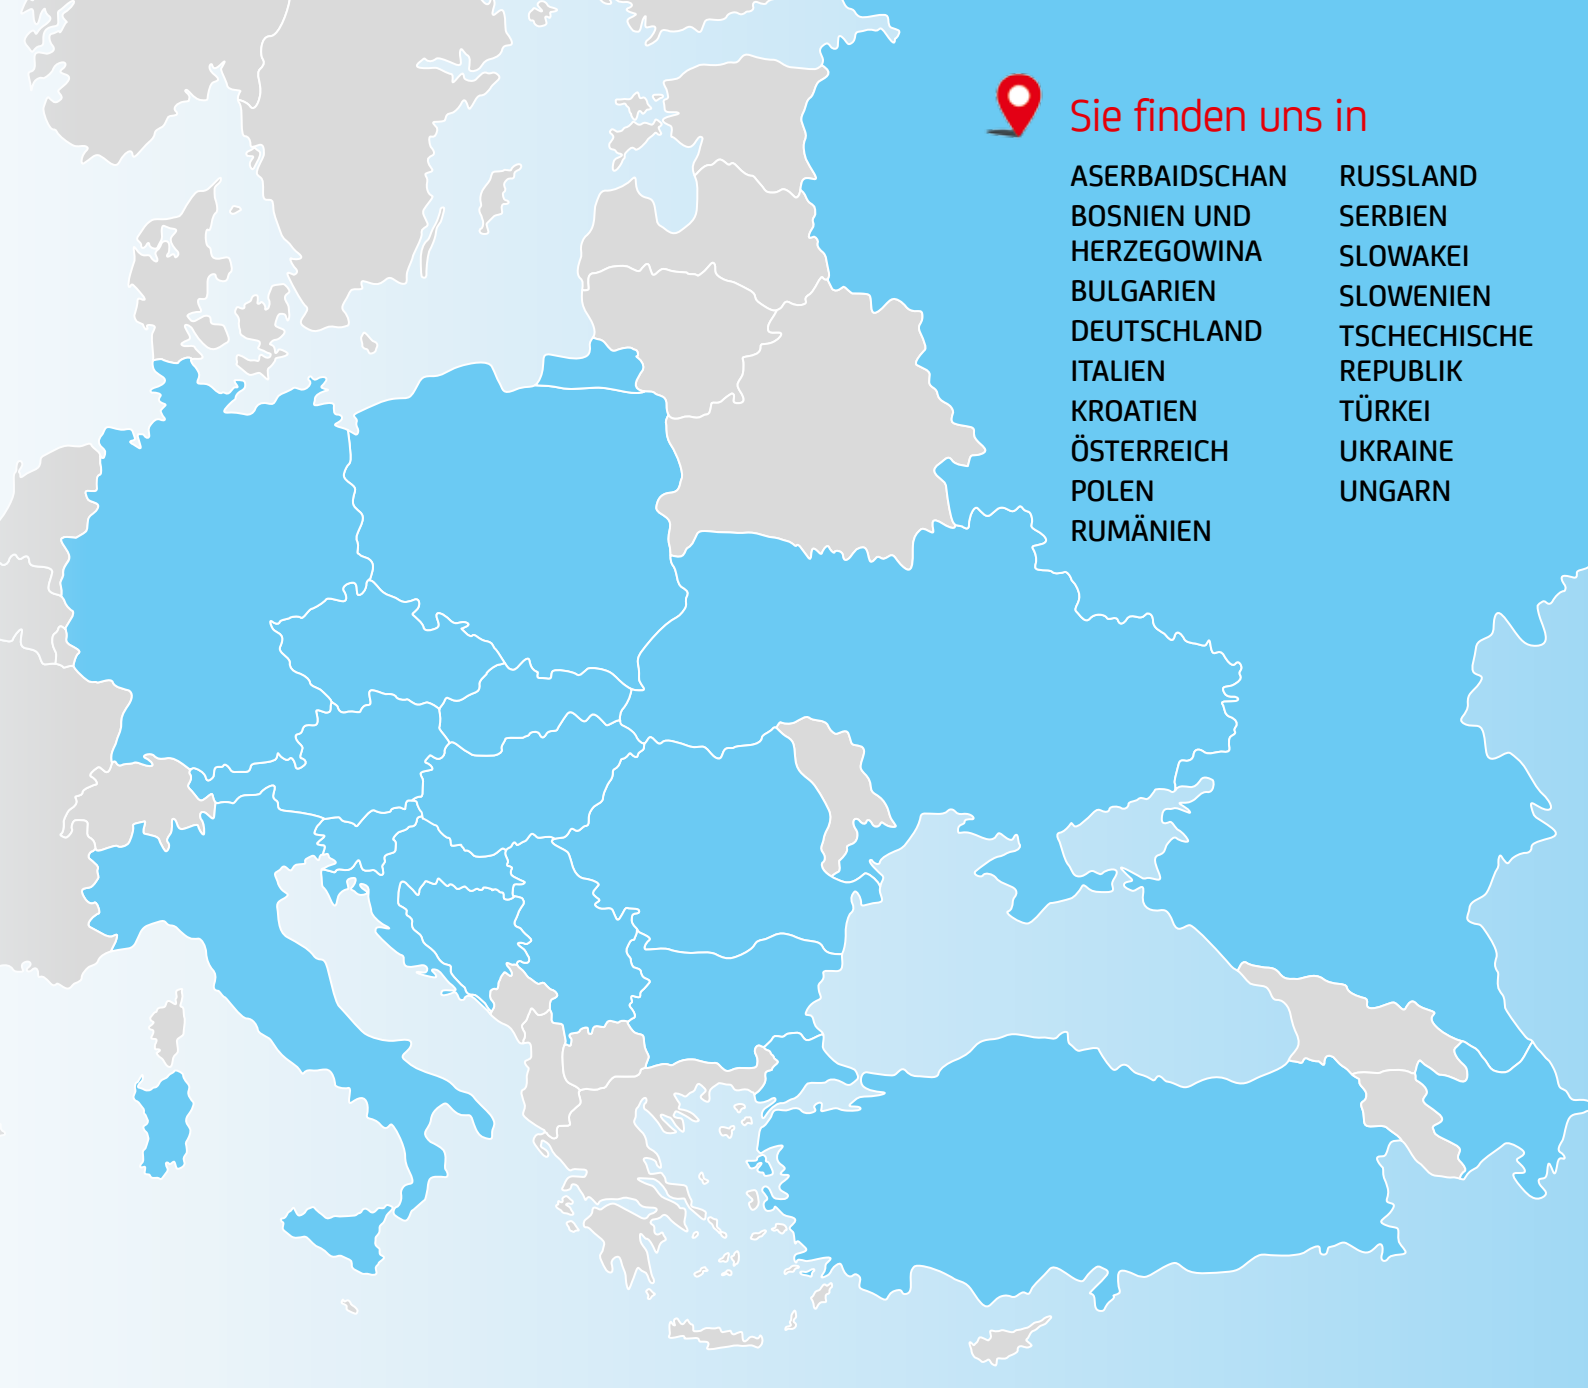 Sie finden uns in
ASERBAIDSCHAN
BOSNIEN UND
HERZEGOWINA
BULGARIEN
DEUTSCHLAND
ITALIEN
KROATIEN
ÖSTERREICH
POLEN
RUMÄNIEN
RUSSLAND
SERBIEN
SLOWAKEI
SLOWENIEN
TSCHECHISCHE
REPUBLIK
TÜRKEI
UKRAINE
UNGARN